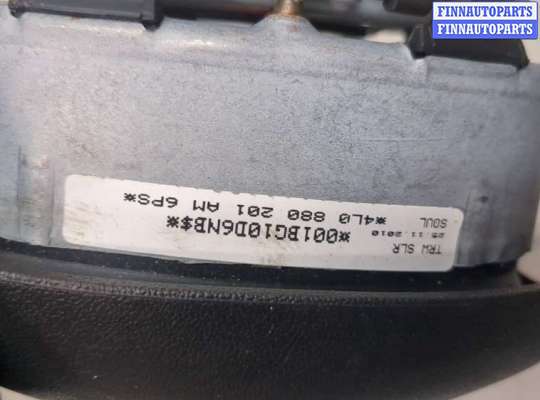 FINNAUTOPARTS
FINNAUTOPARTS
TRW SLR
25.11.2010
SOUL
*001BG10D6NB$*
*4L0 880 201 AM 6PS*